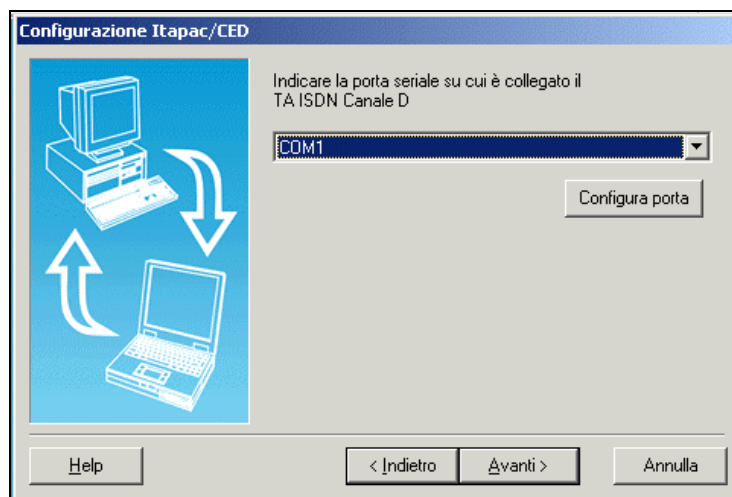 Configurazione Itapac/CED
Indicare la porta seriale su cui è collegato il
TA ISDN Canale D
COM1
Configura porta
Help
< Indietro
Avanti >
Annulla